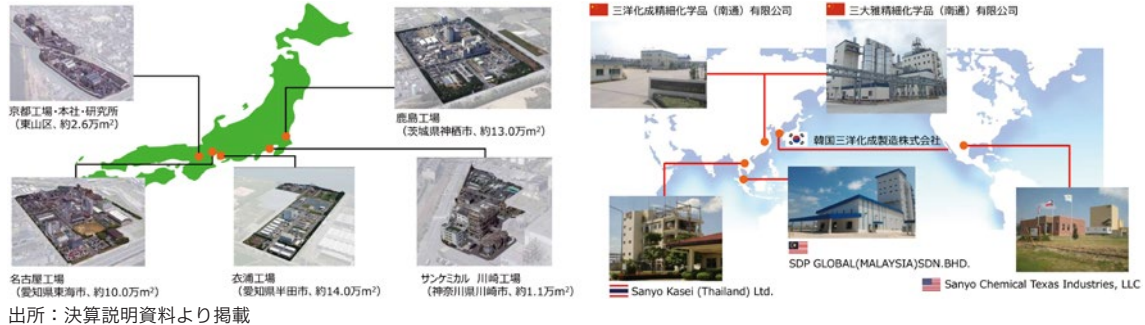 京都工場・本社・研究所
（東山区、約2.6万m²）
鹿島工場
（茨城県神栖市、約13.0万m²）
名古屋工場
（愛知県東海市、約10.0万m²）
衣浦工場
（愛知県半田市、約14.0万m²）
サンケミカル 川崎工場
（神奈川県川崎市、約1.1万m²）
三洋化成精細化学品（南通）有限公司
三大雅精細化学品（南通）有限公司
韓国三洋化成製造株式会社
SDP GLOBAL(MALAYSIA)SDN.BHD.
Sanyo Kasei (Thailand) Ltd.
Sanyo Chemical Texas Industries, LLC
出所：決算説明資料より掲載